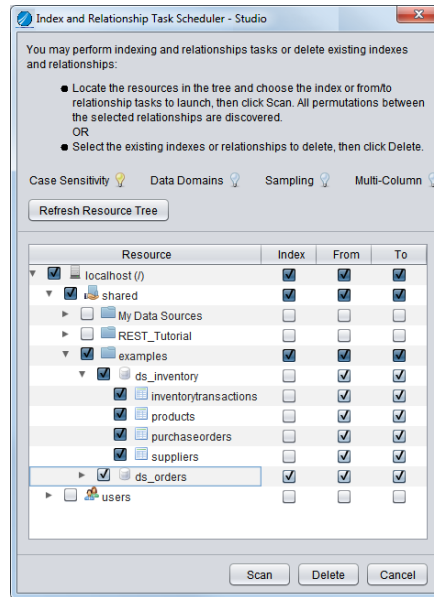 Index and Relationship Task Scheduler - Studio
You may perform indexing and relationships tasks or delete existing indexes
and relationships:
Locate the resources in the tree and choose the index or from/to
relationship tasks to launch, then click Scan. All permutations between
the selected relationships are discovered.
OR
Select the existing indexes or relationships to delete, then click Delete.
Case Sensitivity Data Domains Sampling Multi-Column
Refresh Resource Tree
Resource Index From To
localhost (/)
shared
My Data Sources
REST_Tutorial
examples
ds_inventory
inventorytransactions
products
purchaseorders
suppliers
ds_orders
users
Scan Delete Cancel